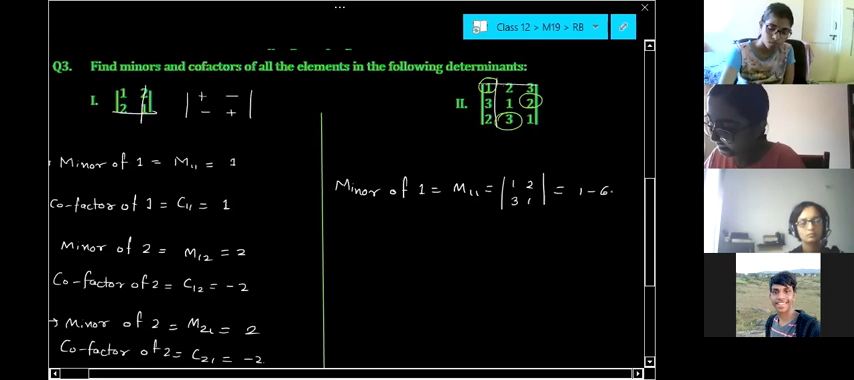 Class 12 > M19 > RB
Q3. Find minors and cofactors of all the elements in the following determinants:
I. |1 2|
|2 1|
|+ −|
|− +|
Minor of 1 = M₁₁ = 1
Co-factor of 1 = C₁₁ = 1
Minor of 2 = M₁₂ = 2
Co-factor of 2 = C₁₂ = −2
→ Minor of 2 = M₂₁ = 2
Co-factor of 2 = C₂₁ = −2
II. |1 2 3|
|3 1 2|
|2 3 1|
Minor of 1 = M₁₁ = |1 2| = 1−6.
|3 1|